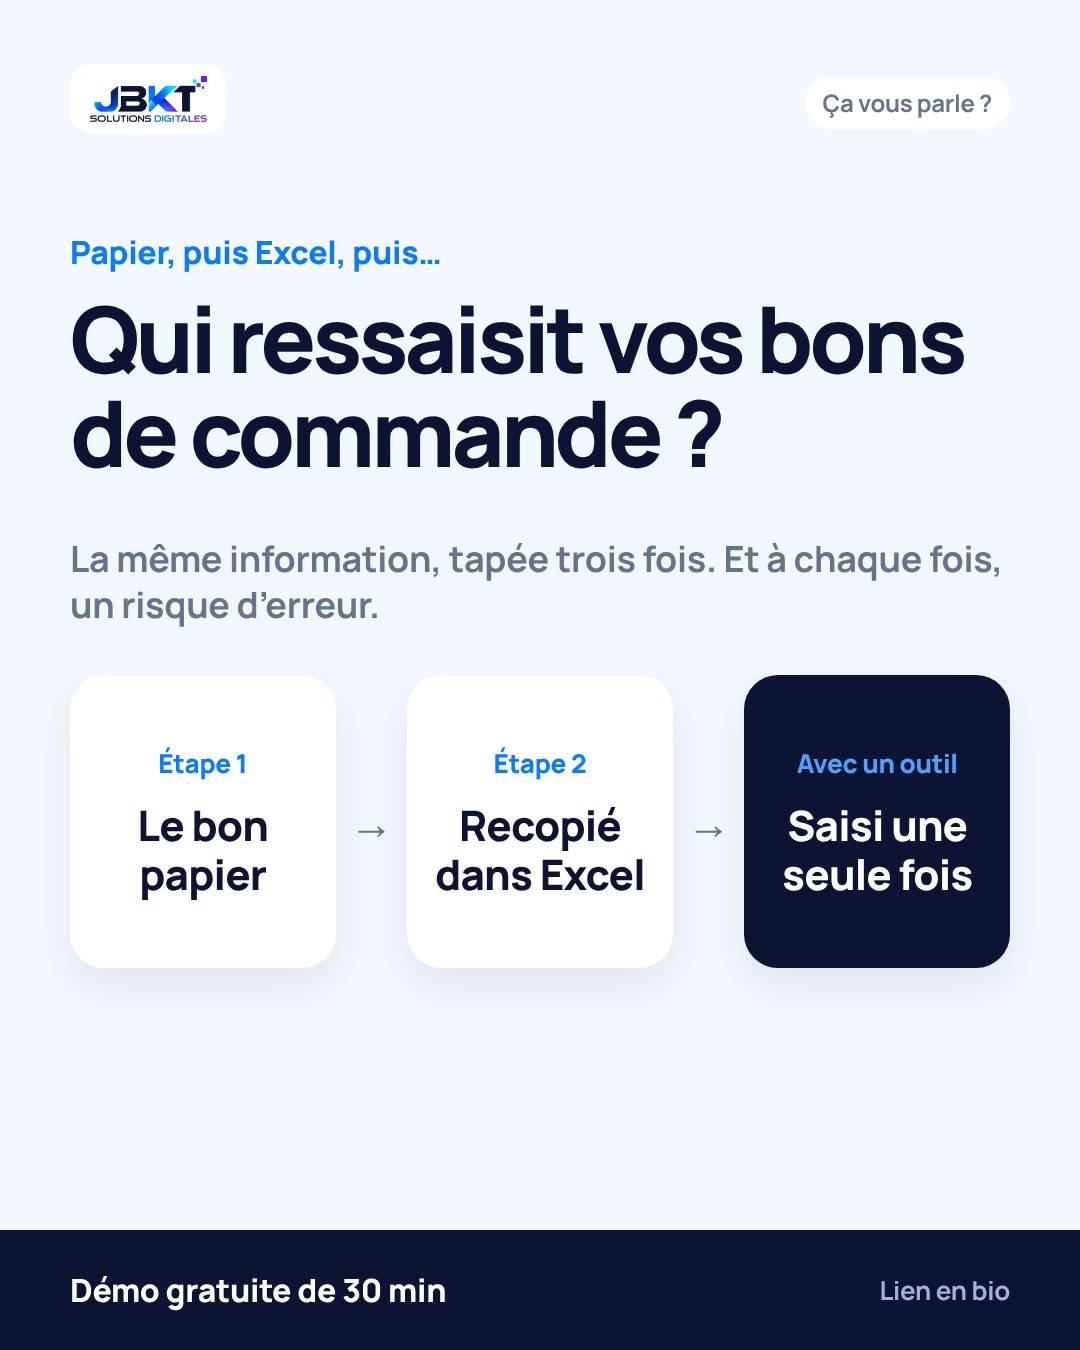 JBKT
SOLUTIONS DIGITALES
Ça vous parle ?
Papier, puis Excel, puis…
Qui ressaisit vos bons
de commande ?
La même information, tapée trois fois. Et à chaque fois,
un risque d’erreur.
Étape 1
Le bon
papier
→
Étape 2
Recopié
dans Excel
→
Avec un outil
Saisi une
seule fois
Démo gratuite de 30 min
Lien en bio